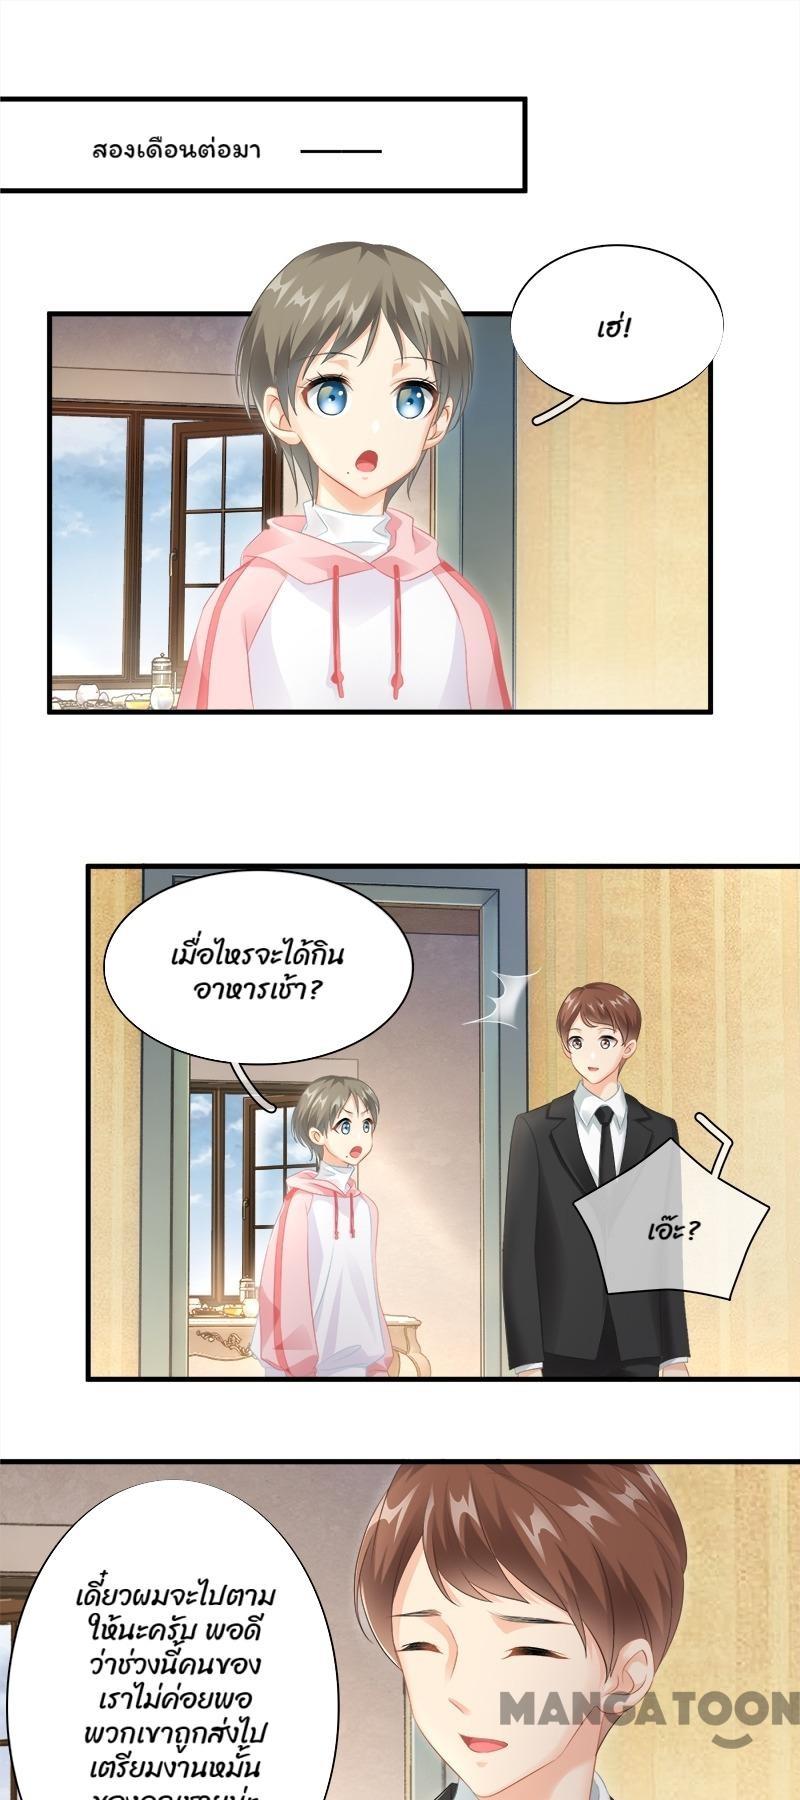 สองเดือนต่อมา ——
เฮ่!
เมื่อไหรจะได้กิน
อาหารเช้า?
เอ๊ะ?
เดี๋ยวผมจะไปตาม
ให้นะครับ พอดี
ว่าช่วงนี้คนของ
เราไม่ค่อยพอ
พวกเขาถูกส่งไป
เตรียมงานหมั้น
MANGATOON